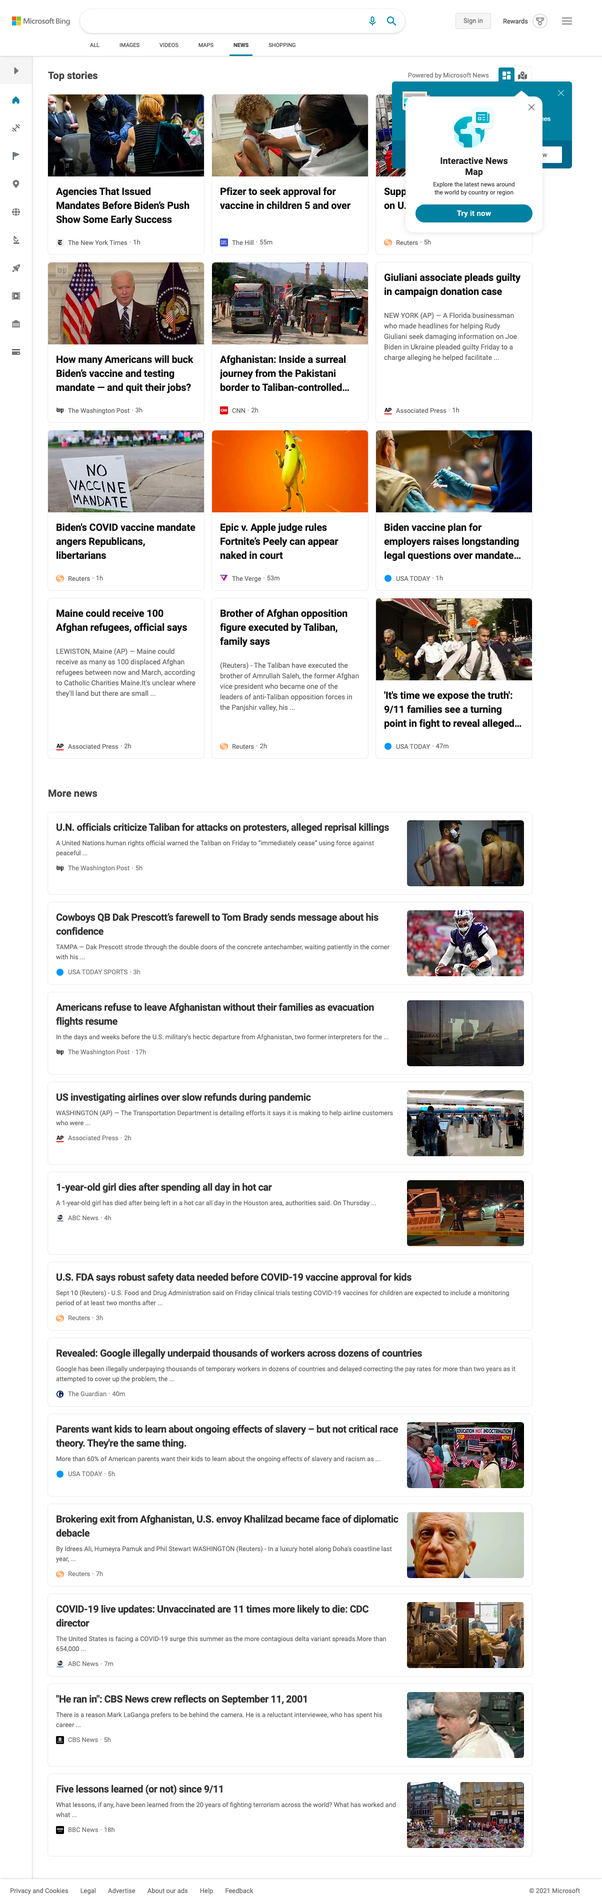 Microsoft Bing
Sign in
Rewards
ALL
IMAGES
VIDEOS
MAPS
NEWS
SHOPPING
Top stories
Powered by Microsoft News
Interactive News
Map
Explore the latest news around
the world by country or region
Try it now
Agencies That Issued
Mandates Before Biden's Push
Show Some Early Success
The New York Times · 1h
Pfizer to seek approval for
vaccine in children 5 and over
The Hill · 55m
Supp
on U.
Reuters · 5h
How many Americans will buck
Biden's vaccine and testing
mandate — and quit their jobs?
The Washington Post · 3h
Afghanistan: Inside a surreal
journey from the Pakistani
border to Taliban-controlled...
CNN · 2h
Giuliani associate pleads guilty
in campaign donation case
NEW YORK (AP) — A Florida businessman
who made headlines for helping Rudy
Giuliani seek damaging information on Joe
Biden in Ukraine pleaded guilty Friday to a
charge alleging he helped facilitate ...
AP Associated Press · 1h
NO
VACCINE
MANDATE
Biden's COVID vaccine mandate
angers Republicans,
libertarians
Reuters · 1h
Epic v. Apple judge rules
Fortnite's Peely can appear
naked in court
The Verge · 53m
Biden vaccine plan for
employers raises longstanding
legal questions over mandate...
USA TODAY · 1h
Maine could receive 100
Afghan refugees, official says
LEWISTON, Maine (AP) — Maine could
receive as many as 100 displaced Afghan
refugees between now and March, according
to Catholic Charities Maine.It's unclear where
they'll land but there are small ...
AP Associated Press · 2h
Brother of Afghan opposition
figure executed by Taliban,
family says
(Reuters) - The Taliban have executed the
brother of Amrullah Saleh, the former Afghan
vice president who became one of the
leaders of anti-Taliban opposition forces in
the Panjshir valley, his ...
Reuters · 2h
'It's time we expose the truth':
9/11 families see a turning
point in fight to reveal alleged...
USA TODAY · 47m
More news
U.N. officials criticize Taliban for attacks on protesters, alleged reprisal killings
A United Nations human rights official warned the Taliban on Friday to "immediately cease" using force against
peaceful ...
The Washington Post · 5h
Cowboys QB Dak Prescott's farewell to Tom Brady sends message about his
confidence
TAMPA — Dak Prescott strode through the double doors of the concrete antechamber, waiting patiently in the corner
with his ...
USA TODAY SPORTS · 3h
Americans refuse to leave Afghanistan without their families as evacuation
flights resume
In the days and weeks before the U.S. military's hectic departure from Afghanistan, two former interpreters for the ...
The Washington Post · 17h
US investigating airlines over slow refunds during pandemic
WASHINGTON (AP) — The Transportation Department is detailing efforts it says it is making to help airline customers
who were ...
AP Associated Press · 2h
1-year-old girl dies after spending all day in hot car
A 1-year-old girl has died after being left in a hot car all day in the Houston area, authorities said. On Thursday ...
ABC News · 4h
U.S. FDA says robust safety data needed before COVID-19 vaccine approval for kids
Sept 10 (Reuters) - U.S. Food and Drug Administration said on Friday clinical trials testing COVID-19 vaccines for children are expected to include a monitoring
period of at least two months after ...
Reuters · 3h
Revealed: Google illegally underpaid thousands of workers across dozens of countries
Google has been illegally underpaying thousands of temporary workers in dozens of countries and delayed correcting the pay rates for more than two years as it
attempted to cover up the problem, the ...
The Guardian · 40m
Parents want kids to learn about ongoing effects of slavery – but not critical race
theory. They're the same thing.
More than 60% of American parents want their kids to learn about the ongoing effects of slavery and racism as ...
USA TODAY · 5h
EDUCATION NOT INDOCTRINATION
Brokering exit from Afghanistan, U.S. envoy Khalilzad became face of diplomatic
debacle
By Idrees Ali, Humeyra Pamuk and Phil Stewart WASHINGTON (Reuters) - In a luxury hotel along Doha's coastline last
year, ...
Reuters · 7h
COVID-19 live updates: Unvaccinated are 11 times more likely to die: CDC
director
The United States is facing a COVID-19 surge this summer as the more contagious delta variant spreads.More than
654,000 ...
ABC News · 7m
"He ran in": CBS News crew reflects on September 11, 2001
There is a reason Mark LaGanga prefers to be behind the camera. He is a reluctant interviewee, who has spent his
career ...
CBS News · 5h
Five lessons learned (or not) since 9/11
What lessons, if any, have been learned from the 20 years of fighting terrorism across the world? What has worked and
what ...
BBC News · 18h
Privacy and Cookies
Legal
Advertise
About our ads
Help
Feedback
© 2021 Microsoft